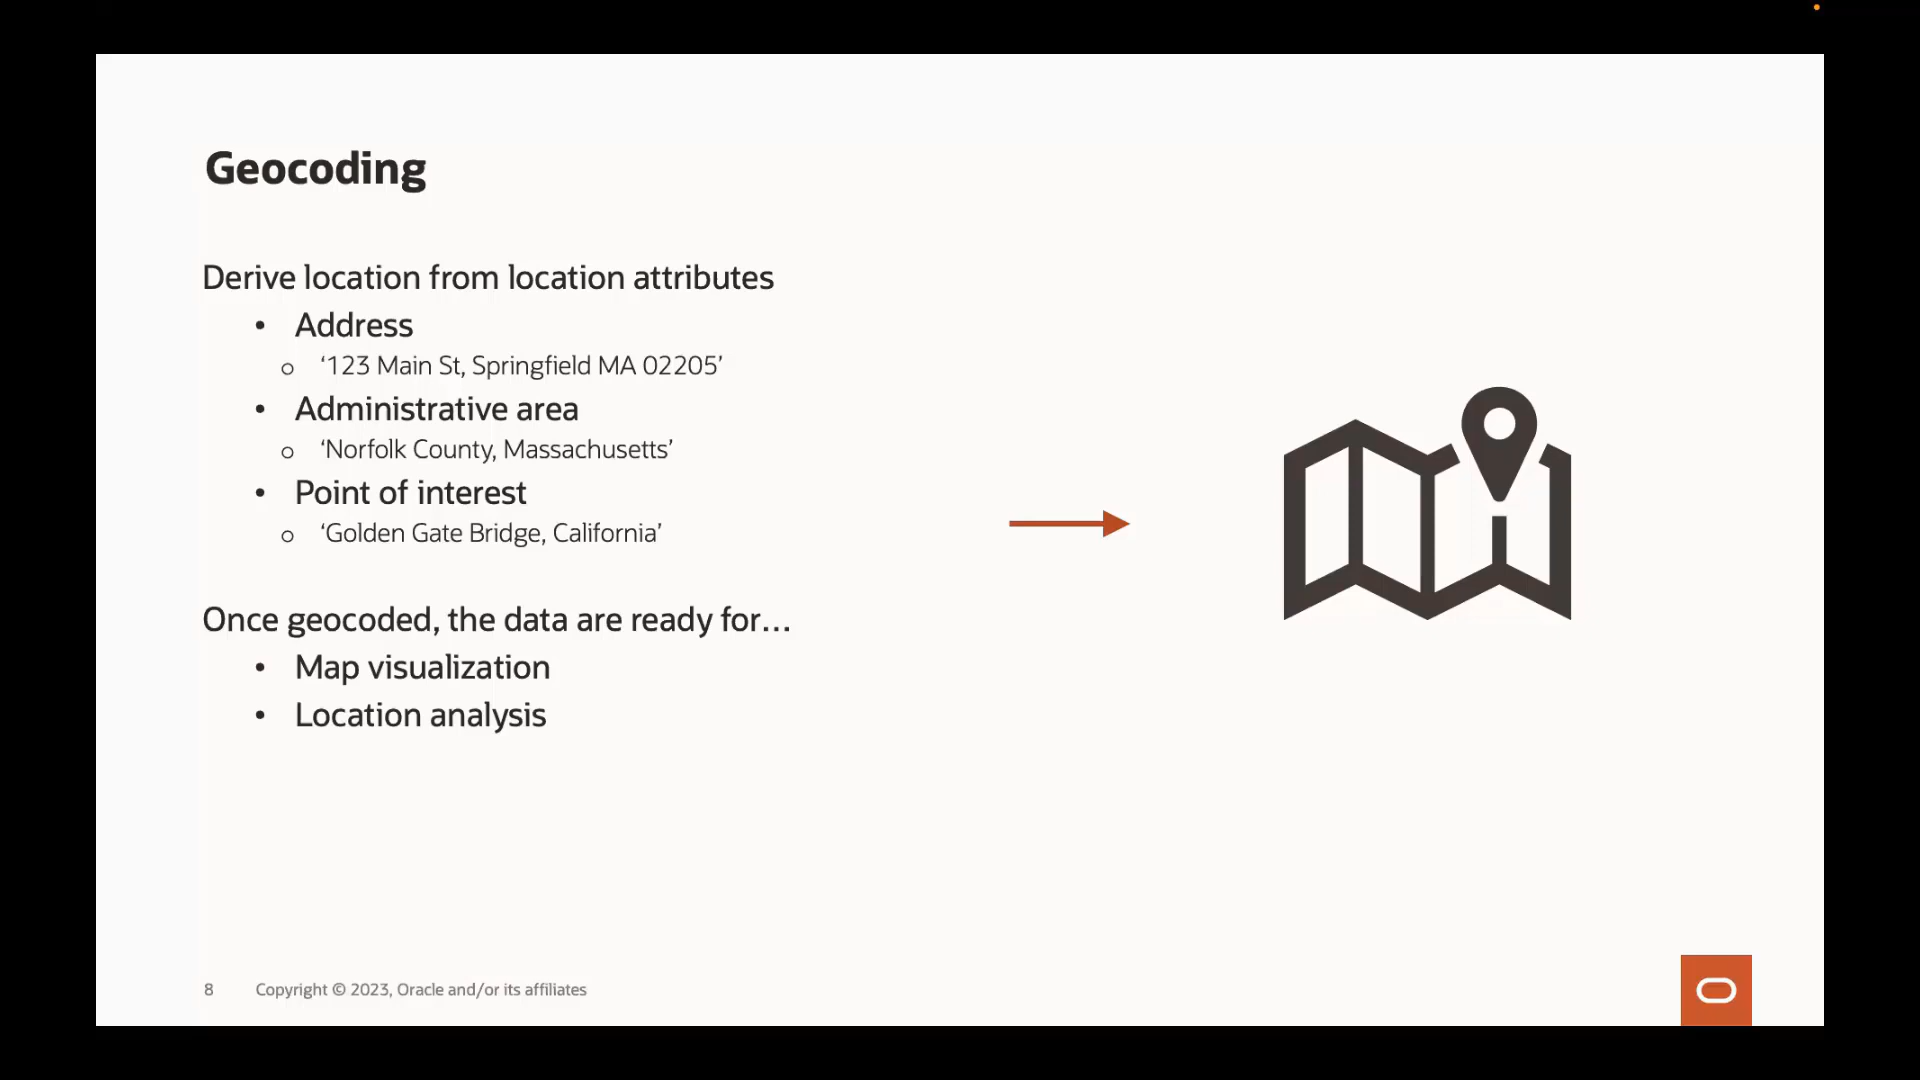 Geocoding
Derive location from location attributes
• Address
o ‘123 Main St, Springfield MA 02205’
• Administrative area
o ‘Norfolk County, Massachusetts’
• Point of interest
o ‘Golden Gate Bridge, California’
Once geocoded, the data are ready for...
• Map visualization
• Location analysis
8 Copyright © 2023, Oracle and/or its affiliates